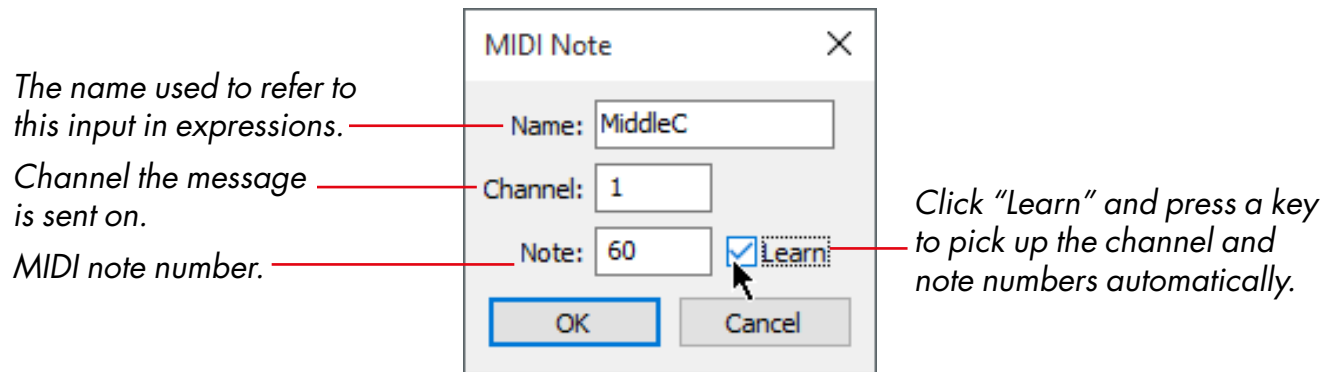 MIDI Note
The name used to refer to
this input in expressions.
Name: MiddleC
Channel the message
is sent on.
Channel: 1
MIDI note number.
Note: 60 Learn
Click “Learn” and press a key
to pick up the channel and
note numbers automatically.
OK Cancel